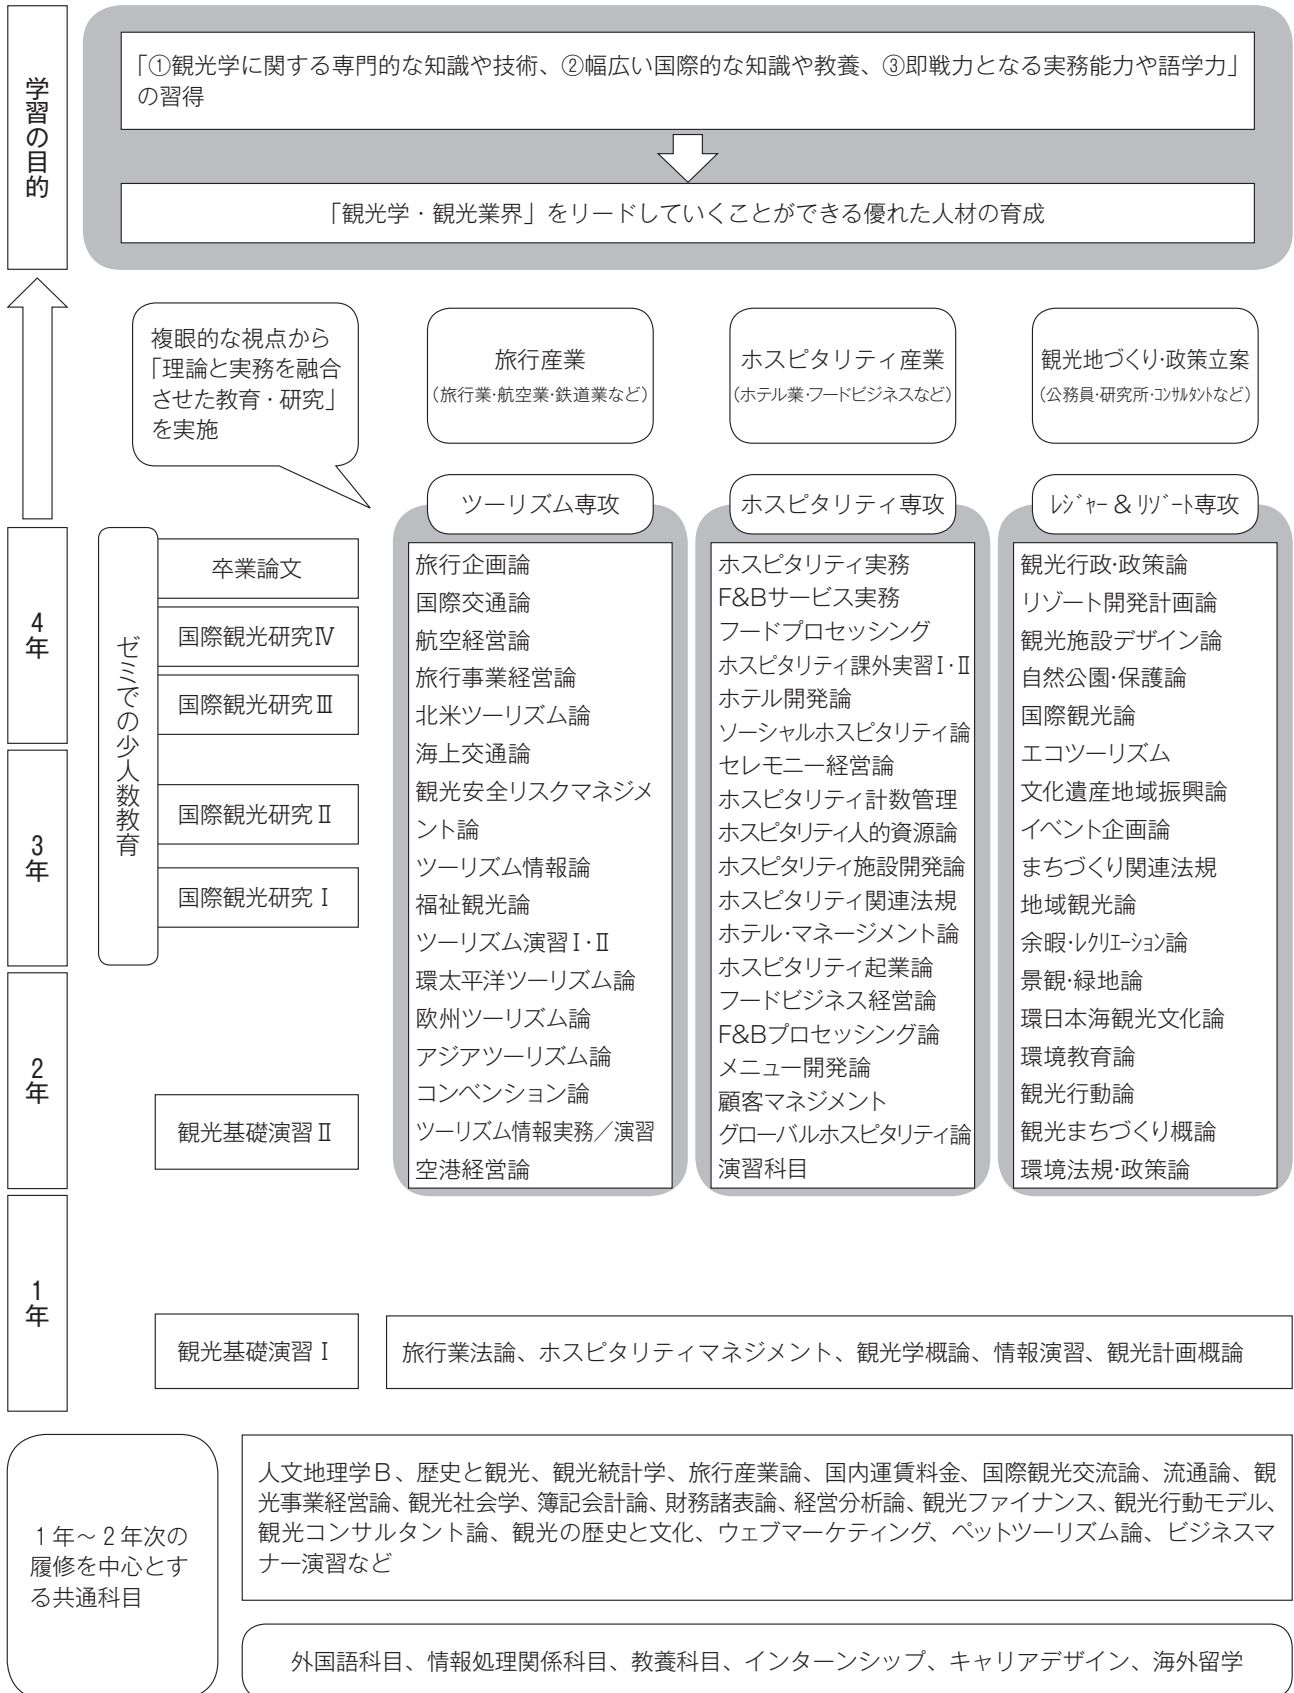 学習の目的
「①観光学に関する専門的な知識や技術、②幅広い国際的な知識や教養、③即戦力となる実務能力や語学力」
の習得
「観光学・観光業界」をリードしていくことができる優れた人材の育成
複眼的な視点から
「理論と実務を融合
させた教育・研究」
を実施
旅行産業
(旅行業・航空業・鉄道業など)
ホスピタリティ産業
(ホテル業・フードビジネスなど)
観光地づくり・政策立案
(公務員・研究所・コンサルタントなど)
4年
3年
2年
1年
ゼミでの少人数教育
卒業論文
国際観光研究Ⅳ
国際観光研究Ⅲ
国際観光研究Ⅱ
国際観光研究Ⅰ
観光基礎演習Ⅱ
ツーリズム専攻
旅行企画論
国際交通論
航空経営論
旅行事業経営論
北米ツーリズム論
海上交通論
観光安全リスクマネジメ
ント論
ツーリズム情報論
福祉観光論
ツーリズム演習Ⅰ・Ⅱ
環太平洋ツーリズム論
欧州ツーリズム論
アジアツーリズム論
コンベンション論
ツーリズム情報実務／演習
空港経営論
ホスピタリティ専攻
ホスピタリティ実務
F&Bサービス実務
フードプロセッシング
ホスピタリティ課外実習Ⅰ・Ⅱ
ホテル開発論
ソーシャルホスピタリティ論
セレモニー経営論
ホスピタリティ計数管理
ホスピタリティ人的資源論
ホスピタリティ施設開発論
ホスピタリティ関連法規
ホテル・マネージメント論
ホスピタリティ起業論
フードビジネス経営論
F&Bプロセッシング論
メニュー開発論
顧客マネジメント
グローバルホスピタリティ論
演習科目
ﾚｼﾞｬｰ & ﾘｿﾞｰﾄ専攻
観光行政・政策論
リゾート開発計画論
観光施設デザイン論
自然公園・保護論
国際観光論
エコツーリズム
文化遺産地域振興論
イベント企画論
まちづくり関連法規
地域観光論
余暇・ﾚｸﾘｴｰｼｮﾝ論
景観・緑地論
環日本海観光文化論
環境教育論
観光行動論
観光まちづくり概論
環境法規・政策論
観光基礎演習Ⅰ
旅行業法論、ホスピタリティマネジメント、観光学概論、情報演習、観光計画概論
1年～2年次の
履修を中心とす
る共通科目
人文地理学B、歴史と観光、観光統計学、旅行産業論、国内運賃料金、国際観光交流論、流通論、観
光事業経営論、観光社会学、簿記会計論、財務諸表論、経営分析論、観光ファイナンス、観光行動モデル、
観光コンサルタント論、観光の歴史と文化、ウェブマーケティング、ペットツーリズム論、ビジネスマ
ナー演習など
外国語科目、情報処理関係科目、教養科目、インターンシップ、キャリアデザイン、海外留学